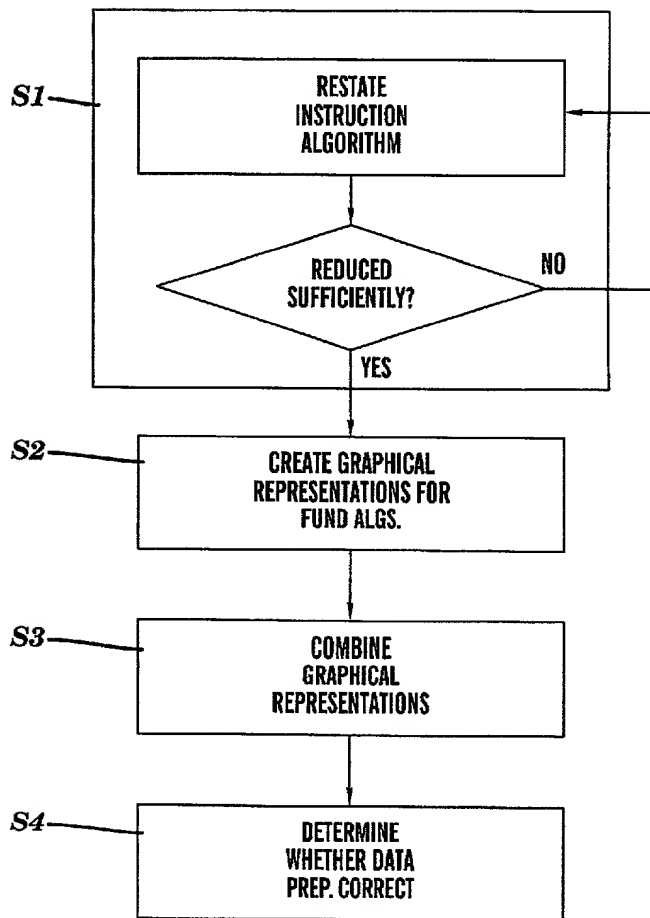 S1
RESTATE
INSTRUCTION
ALGORITHM
REDUCED
SUFFICIENTLY?
NO
YES
S2
CREATE GRAPHICAL
REPRESENTATIONS FOR
FUND ALGS.
S3
COMBINE
GRAPHICAL
REPRESENTATIONS
S4
DETERMINE
WHETHER DATA
PREP. CORRECT